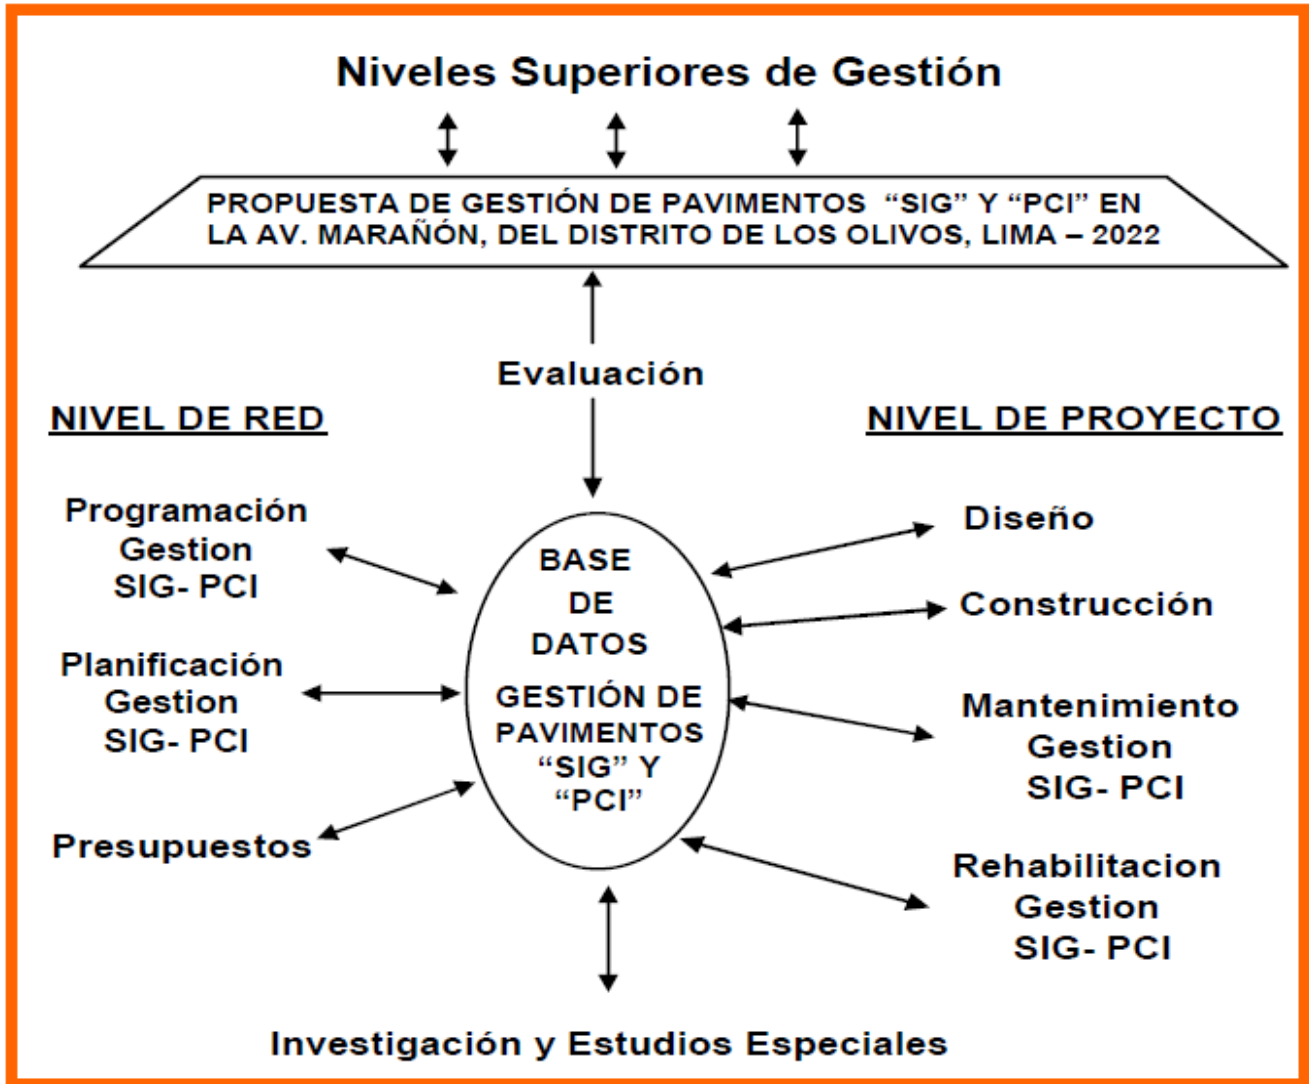 Niveles Superiores de Gestión
PROPUESTA DE GESTIÓN DE PAVIMENTOS “SIG” Y “PCI” EN
LA AV. MARAÑÓN, DEL DISTRITO DE LOS OLIVOS, LIMA – 2022
Evaluación
NIVEL DE RED
Programación
Gestion
SIG- PCI
Planificación
Gestion
SIG- PCI
Presupuestos
BASE
DE
DATOS
GESTIÓN DE
PAVIMENTOS
“SIG” Y
“PCI”
NIVEL DE PROYECTO
Diseño
Construcción
Mantenimiento
Gestion
SIG- PCI
Rehabilitacion
Gestion
SIG- PCI
Investigación y Estudios Especiales